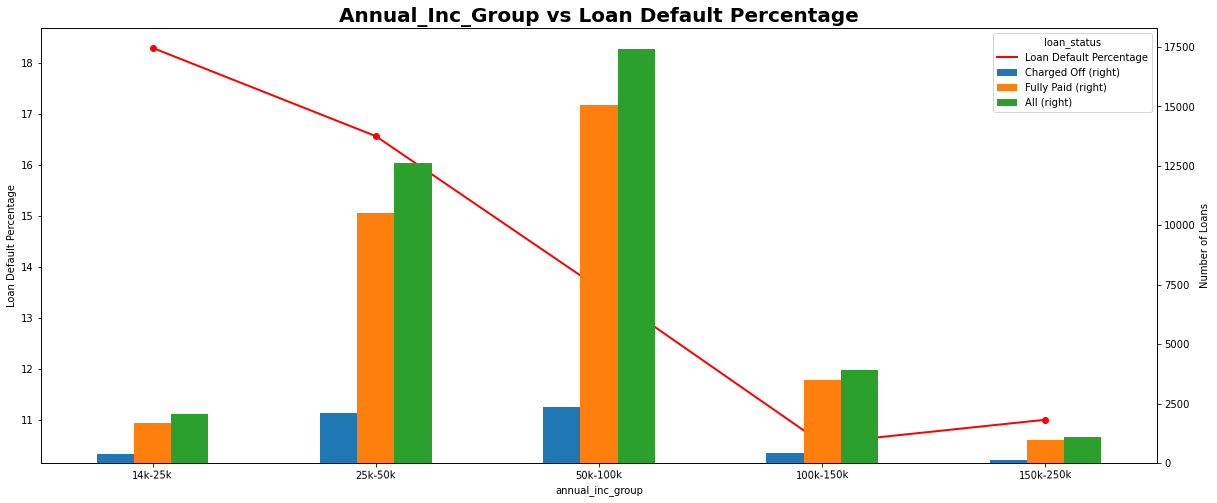 Annual_Inc_Group vs Loan Default Percentage
loan_status
Loan Default Percentage
Charged Off (right)
Fully Paid (right)
All (right)
Loan Default Percentage
18
17
16
15
14
13
12
11
17500
15000
12500
10000
7500
5000
2500
0
Number of Loans
14k-25k
25k-50k
50k-100k
100k-150k
150k-250k
annual_inc_group